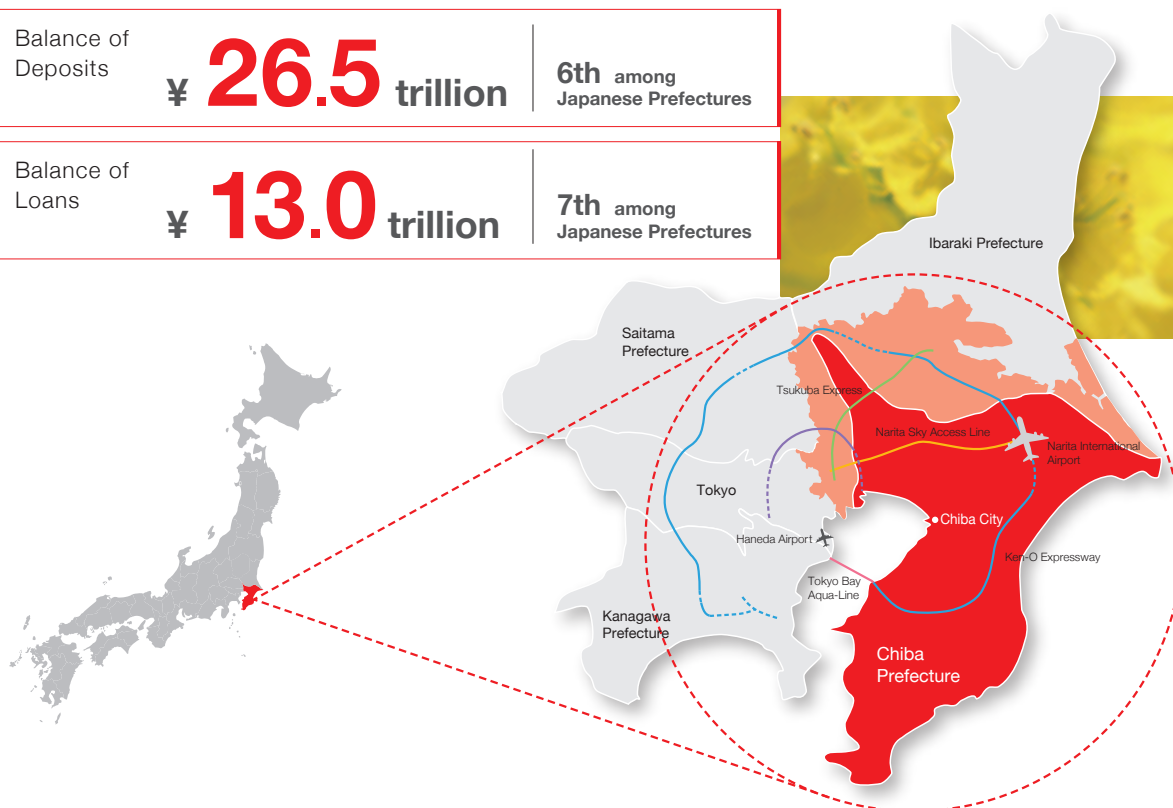 Balance of
Deposits
¥ 26.5 trillion
6th among
Japanese Prefectures
Balance of
Loans
¥ 13.0 trillion
7th among
Japanese Prefectures
Ibaraki Prefecture
Saitama
Prefecture
Tsukuba Express
Narita Sky Access Line
Narita International
Airport
Tokyo
Chiba City
Haneda Airport
Ken-O Expressway
Tokyo Bay
Aqua-Line
Kanagawa
Prefecture
Chiba
Prefecture